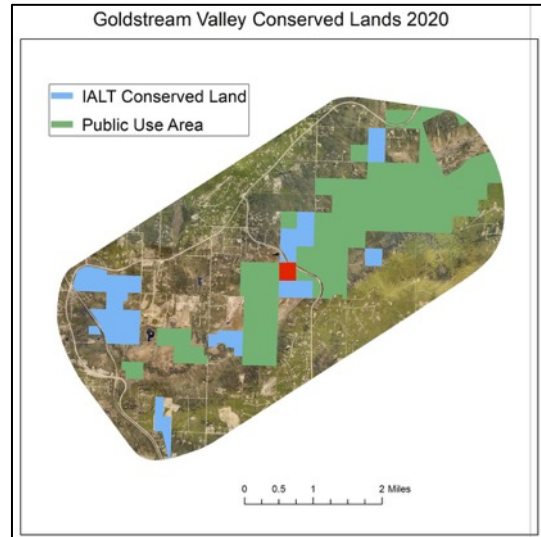 Goldstream Valley Conserved Lands 2020
IALT Conserved Land
Public Use Area
0 0.5 1 2 Miles